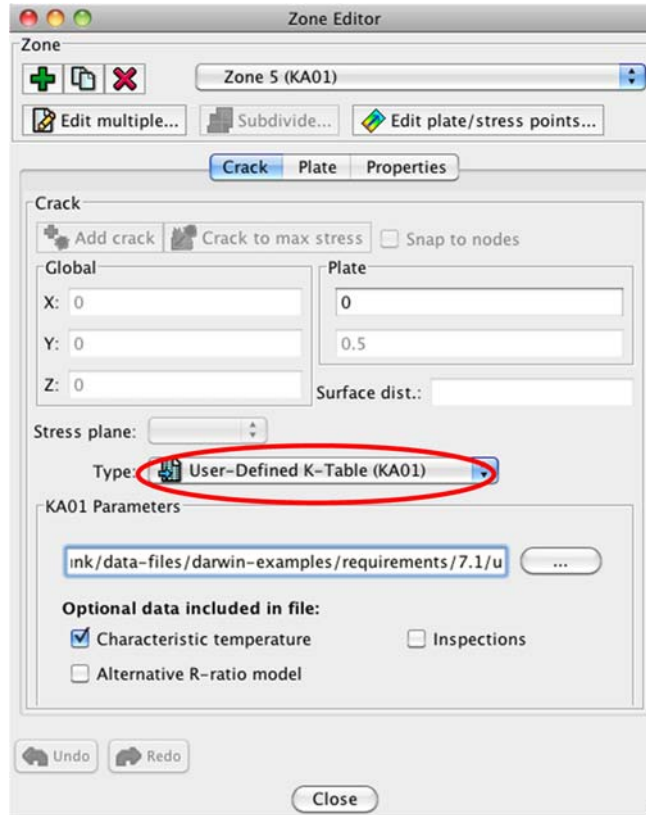 Zone Editor
Zone
Zone 5 (KA01)
Edit multiple... Subdivide... Edit plate/stress points...
Crack Plate Properties
Crack
Add crack Crack to max stress Snap to nodes
Global Plate
X: 0 0
Y: 0 0.5
Z: 0 Surface dist.:
Stress plane:
Type: User-Defined K-Table (KA01)
KA01 Parameters
ınk/data-files/darwin-examples/requirements/7.1/u ...
Optional data included in file:
Characteristic temperature Inspections
Alternative R-ratio model
Undo Redo
Close